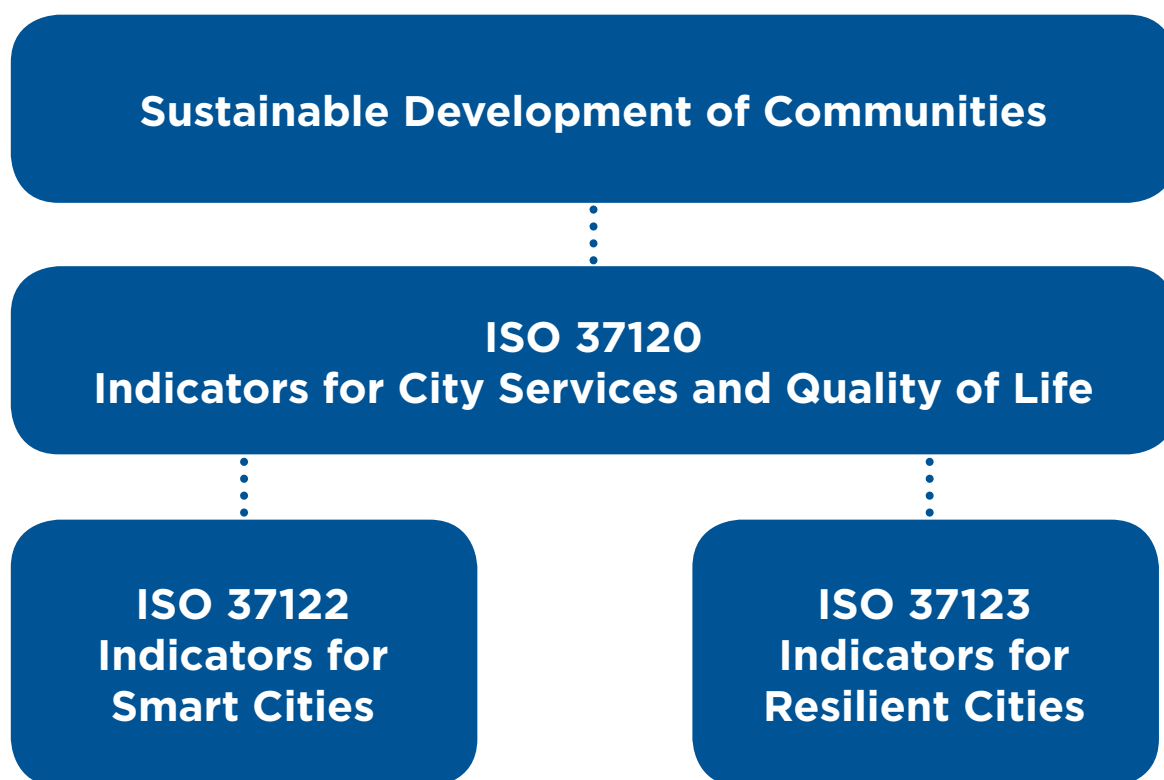 Sustainable Development of Communities
ISO 37120
Indicators for City Services and Quality of Life
ISO 37122
Indicators for
Smart Cities
ISO 37123
Indicators for
Resilient Cities